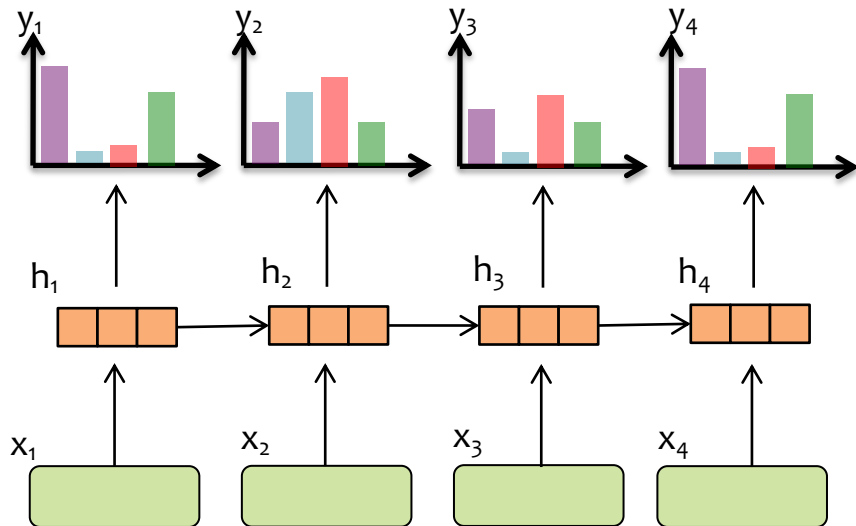 y₁ y₂ y₃ y₄
h₁ h₂ h₃ h₄
x₁ x₂ x₃ x₄